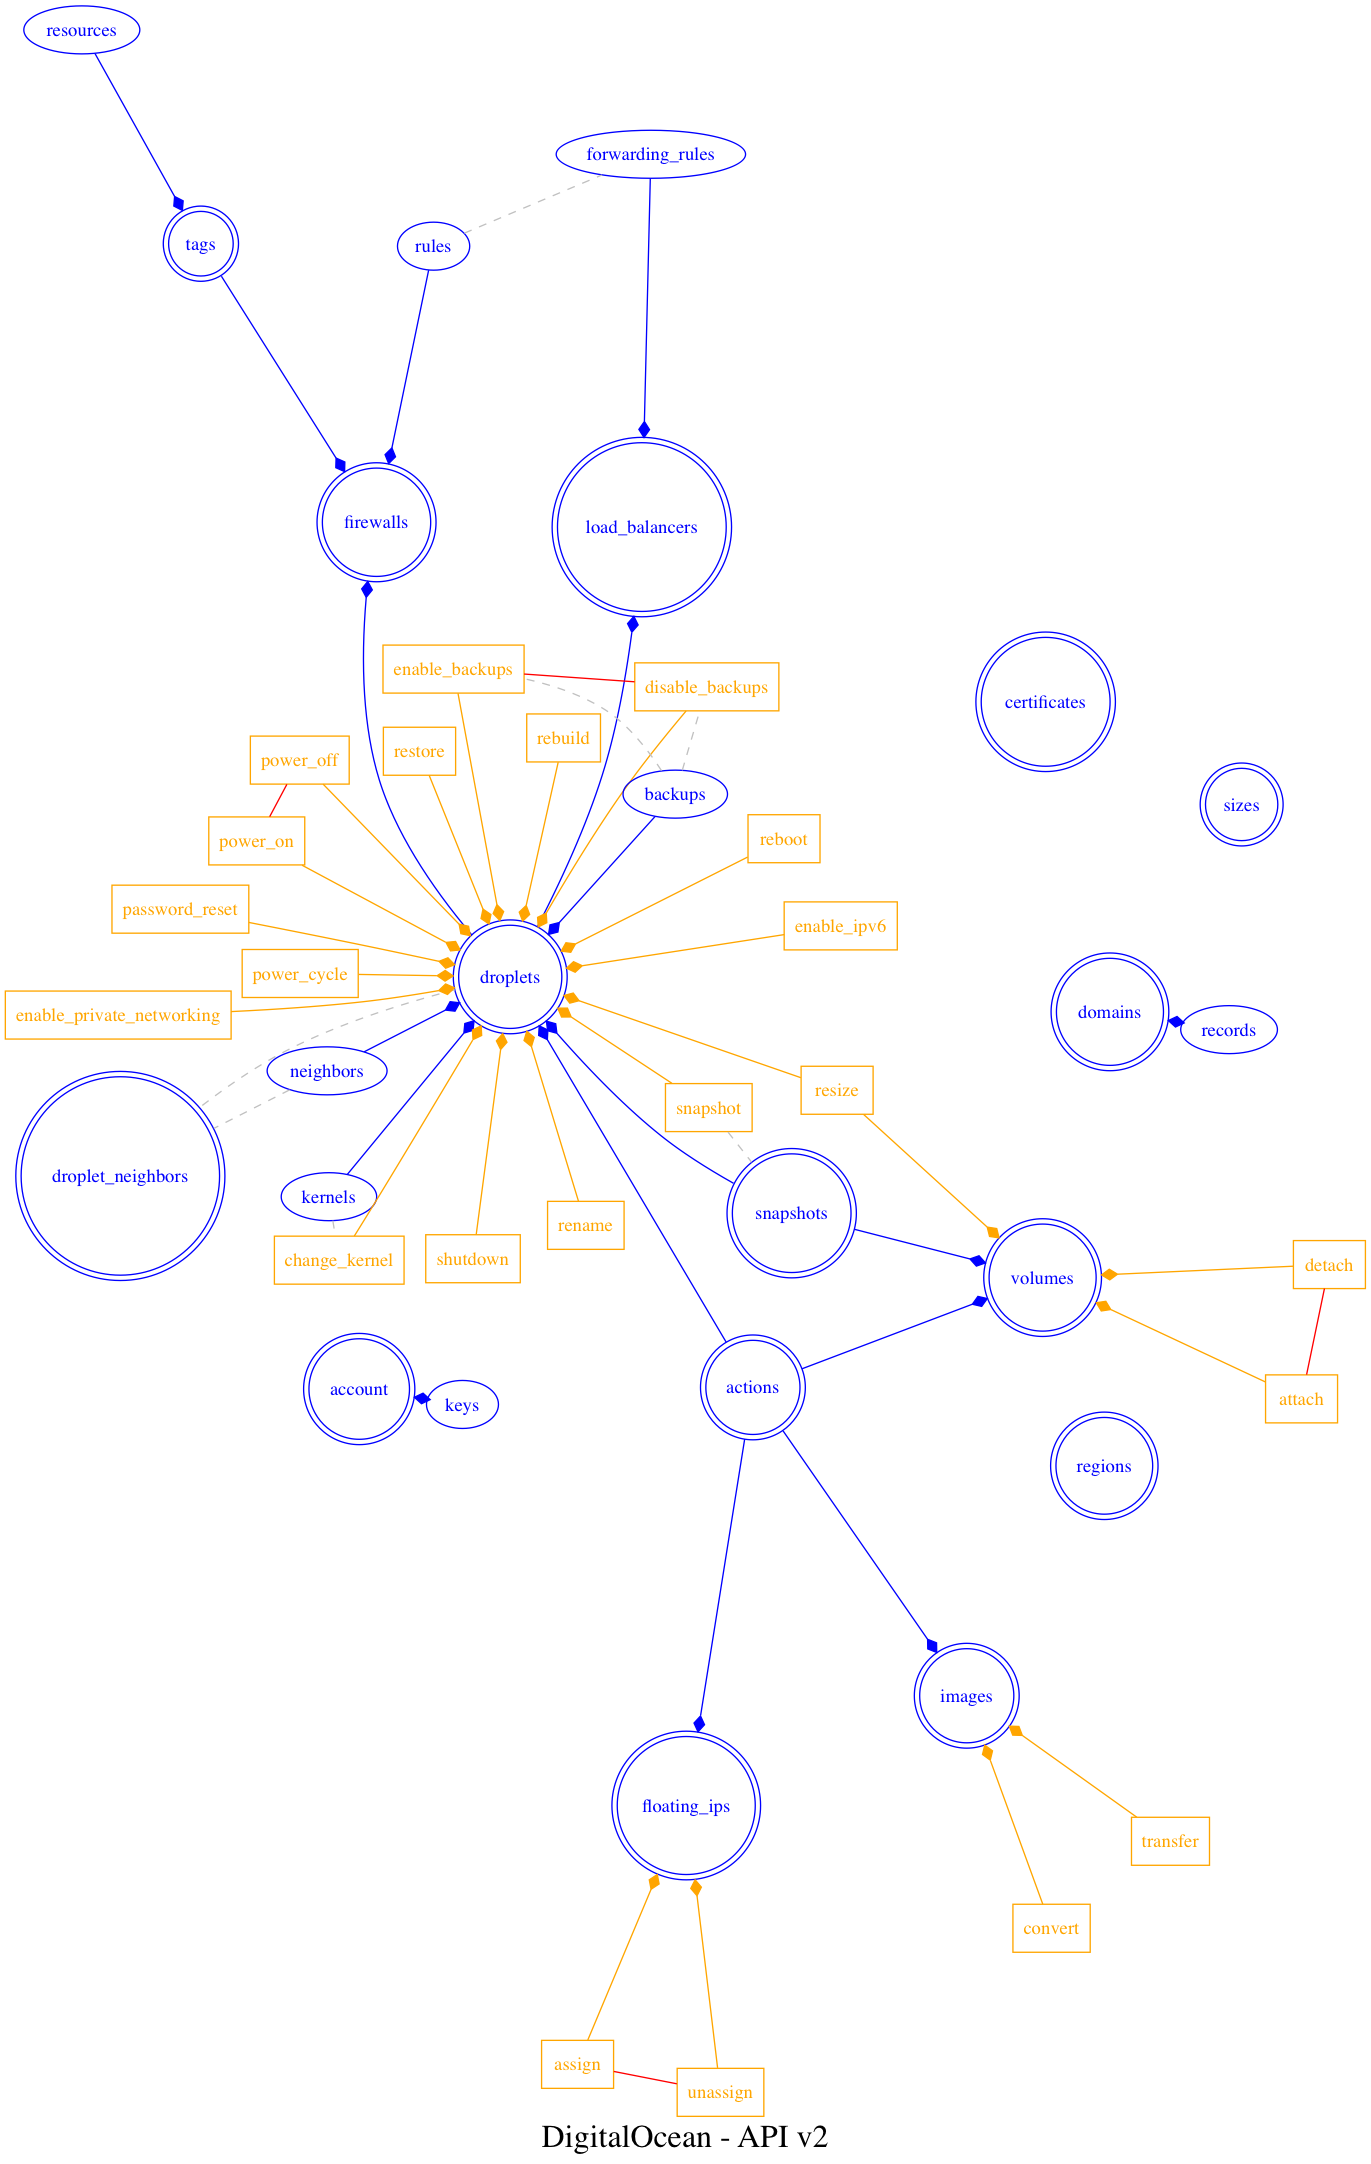 resources
forwarding_rules
tags
rules
firewalls
load_balancers
enable_backups
disable_backups
certificates
rebuild
restore
power_off
backups
sizes
power_on
reboot
password_reset
enable_ipv6
power_cycle
droplets
enable_private_networking
domains
records
neighbors
resize
snapshot
droplet_neighbors
kernels
snapshots
rename
change_kernel
shutdown
volumes
detach
account
keys
actions
attach
regions
images
floating_ips
transfer
convert
assign
unassign
DigitalOcean - API v2